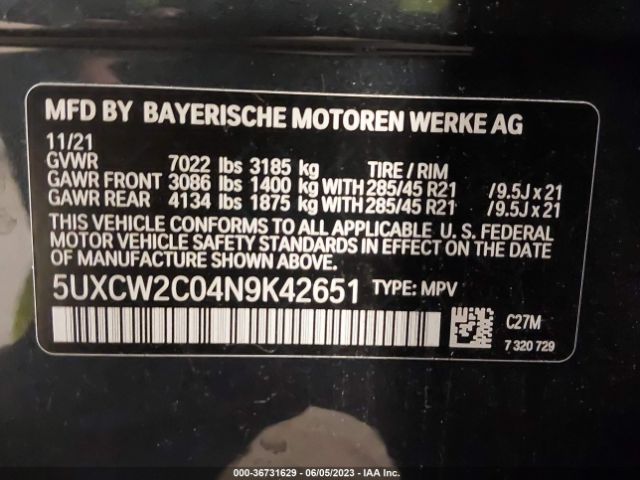 MFD BY BAYERISCHE MOTOREN WERKE AG
11/21
GVWR 7022 lbs 3185 kg TIRE / RIM
GAWR FRONT 3086 lbs 1400 kg WITH 285/45 R21 /9.5J x 21
GAWR REAR 4134 lbs 1875 kg WITH 285/45 R21 /9.5J x 21
THIS VEHICLE CONFORMS TO ALL APPLICABLE U. S. FEDERAL
MOTOR VEHICLE SAFETY STANDARDS IN EFFECT ON THE DATE
OF MANUFACTURE SHOWN ABOVE.
5UXCW2C04N9K42651 TYPE: MPV
C27M
7 320 729
000-36731629 - 06/05/2023 - IAA Inc.